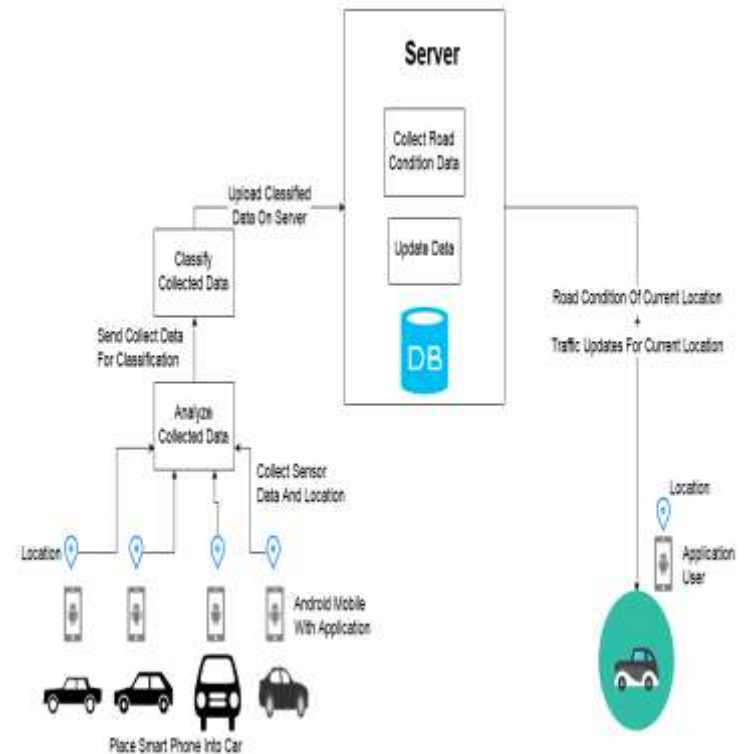 Server
Collect Road
Condition Data
Update Data
DB
Upload Classified
Data On Server
Classify
Collected Data
Send Collect Data
For Classification
Analyze
Collected Data
Collect Sensor
Data And Location
Location
Android Mobile
With Application
Place Smart Phone Into Car
Road Condition Of Current Location
+
Traffic Updates For Current Location
Location
Application
User